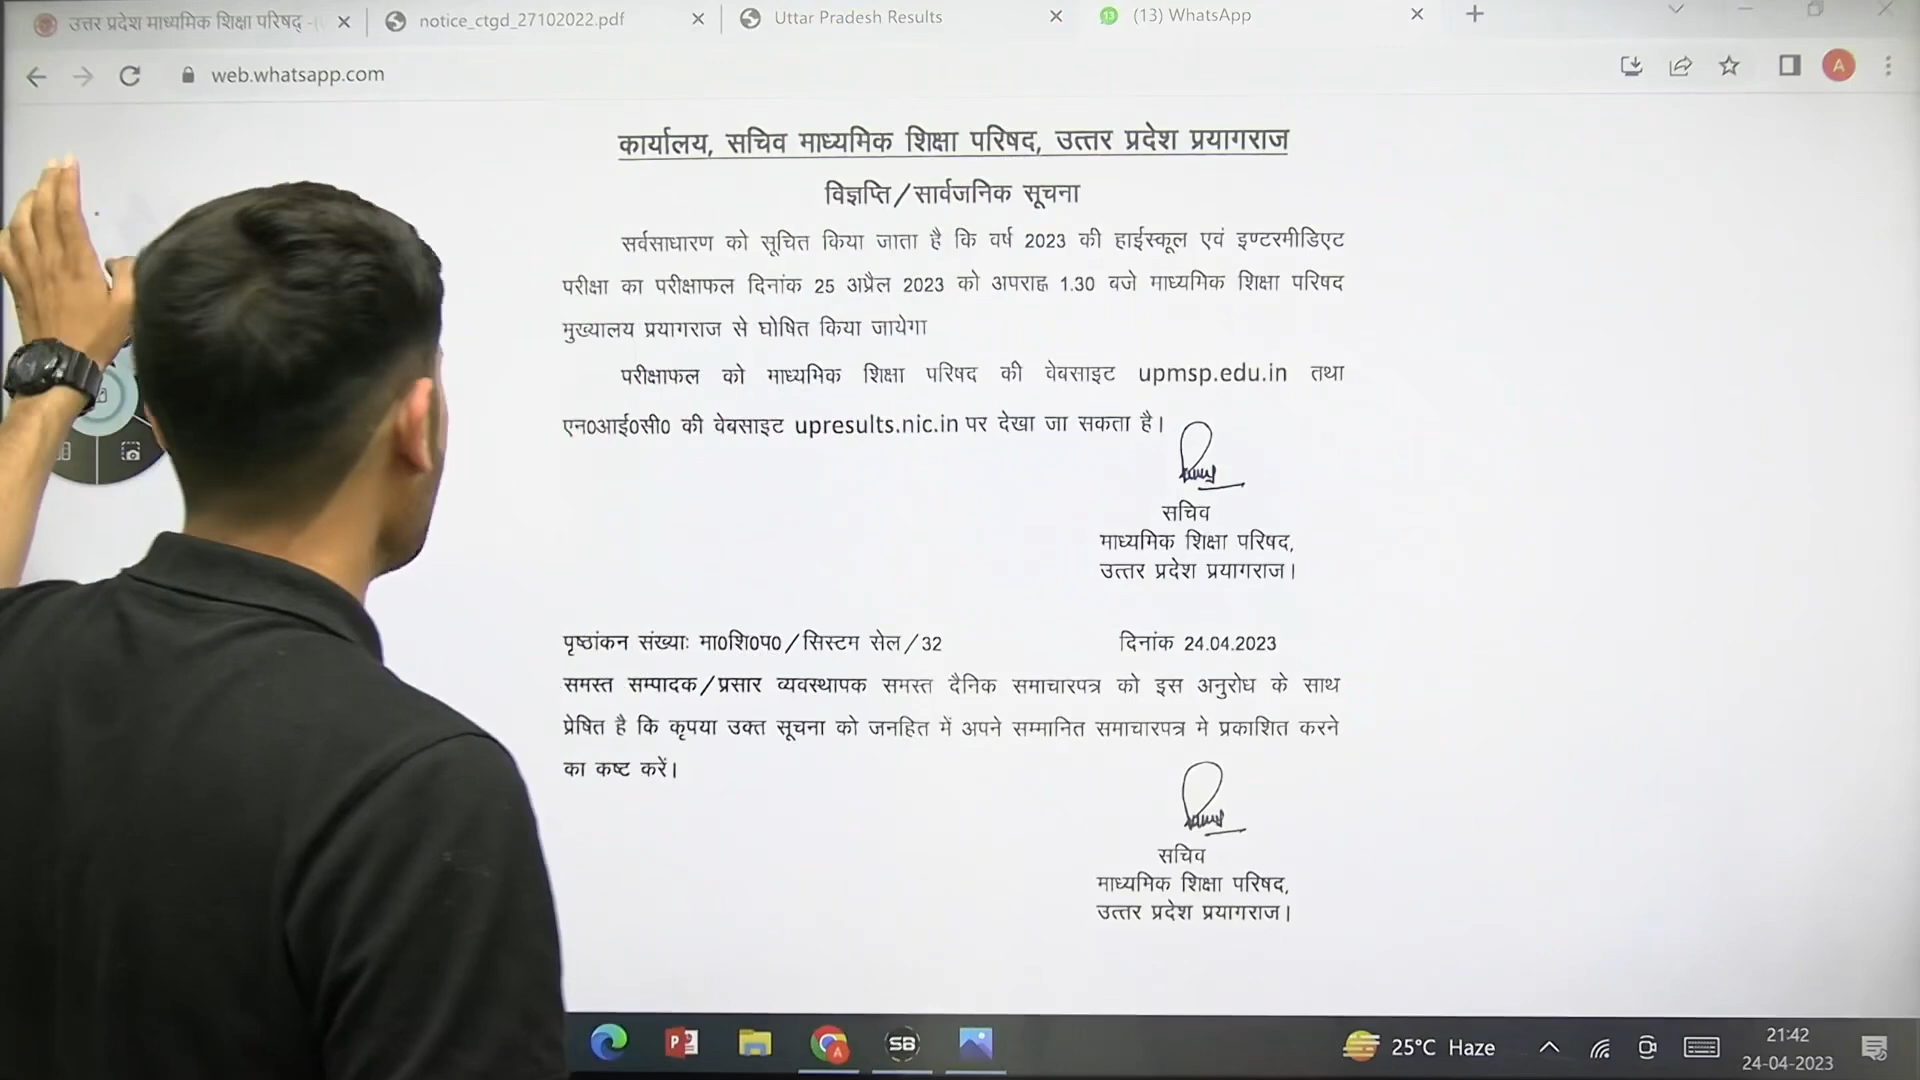 उत्तर प्रदेश माध्यमिक शिक्षा परिषद् -
notice_ctgd_27102022.pdf
Uttar Pradesh Results
(13) WhatsApp
web.whatsapp.com
A
कार्यालय, सचिव माध्यमिक शिक्षा परिषद, उत्तर प्रदेश प्रयागराज
विज्ञप्ति/सार्वजनिक सूचना
सर्वसाधारण को सूचित किया जाता है कि वर्ष 2023 की हाईस्कूल एवं इण्टरमीडिएट
परीक्षा का परीक्षाफल दिनांक 25 अप्रैल 2023 को अपराह्न 1.30 बजे माध्यमिक शिक्षा परिषद
मुख्यालय प्रयागराज से घोषित किया जायेगा
परीक्षाफल को माध्यमिक शिक्षा परिषद की वेबसाइट upmsp.edu.in तथा
एन0आई0सी0 की वेबसाइट upresults.nic.in पर देखा जा सकता है।
सचिव
माध्यमिक शिक्षा परिषद,
उत्तर प्रदेश प्रयागराज।
पृष्ठांकन संख्याः मा0शि0प0/सिस्टम सेल/32 दिनांक 24.04.2023
समस्त सम्पादक/प्रसार व्यवस्थापक समस्त दैनिक समाचारपत्र को इस अनुरोध के साथ
प्रेषित है कि कृपया उक्त सूचना को जनहित में अपने सम्मानित समाचारपत्र मे प्रकाशित करने
का कष्ट करें।
सचिव
माध्यमिक शिक्षा परिषद,
उत्तर प्रदेश प्रयागराज।
SB
25°C Haze
21:42
24-04-2023